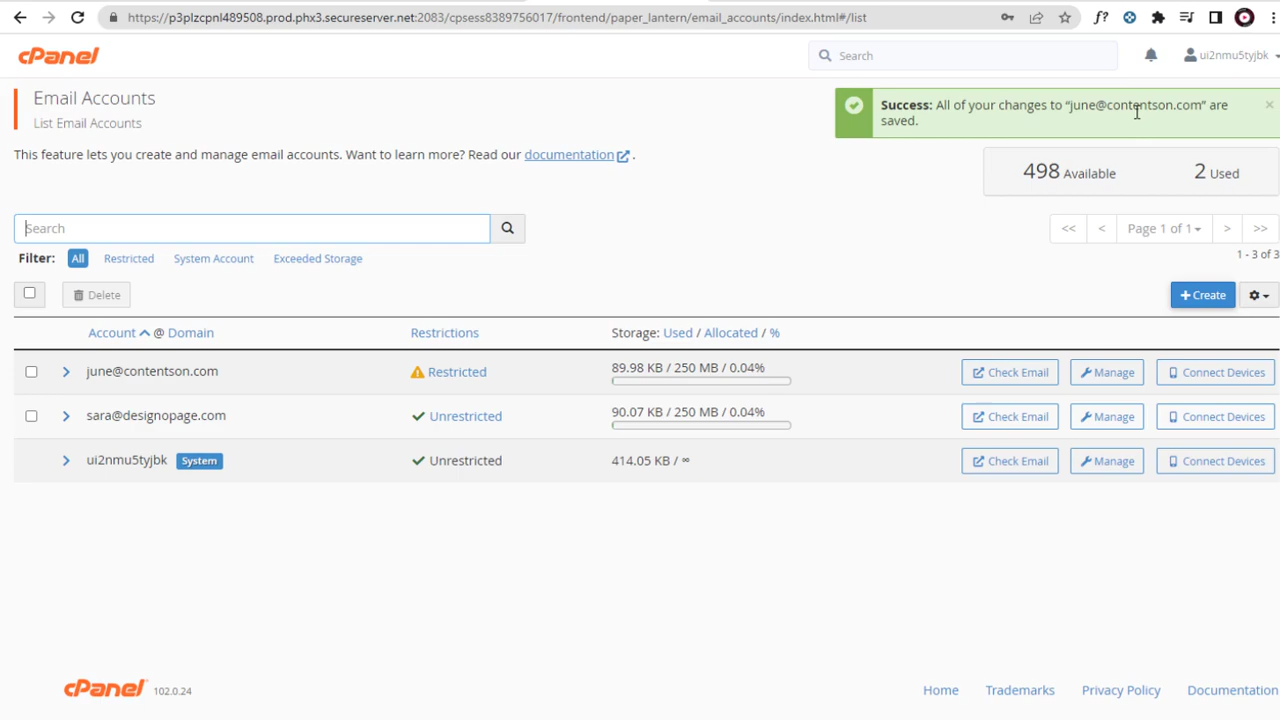 https://p3plzcpnl489508.prod.phx3.secureserver.net:2083/cpsess8389756017/frontend/paper_lantern/email_accounts/index.html#/list
cPanel
Search
ui2nmu5tyjbk
Email Accounts
List Email Accounts
Success: All of your changes to “june@contentson.com” are
saved.
This feature lets you create and manage email accounts. Want to learn more? Read our documentation .
498 Available 2 Used
Search
<< < Page 1 of 1 > >>
Filter: All Restricted System Account Exceeded Storage
1 - 3 of 3
Delete
+ Create
Account @ Domain Restrictions Storage: Used / Allocated / %
june@contentson.com Restricted 89.98 KB / 250 MB / 0.04% Check Email Manage Connect Devices
sara@designopage.com Unrestricted 90.07 KB / 250 MB / 0.04% Check Email Manage Connect Devices
ui2nmu5tyjbk System Unrestricted 414.05 KB / ∞ Check Email Manage Connect Devices
cPanel 102.0.24
Home Trademarks Privacy Policy Documentation